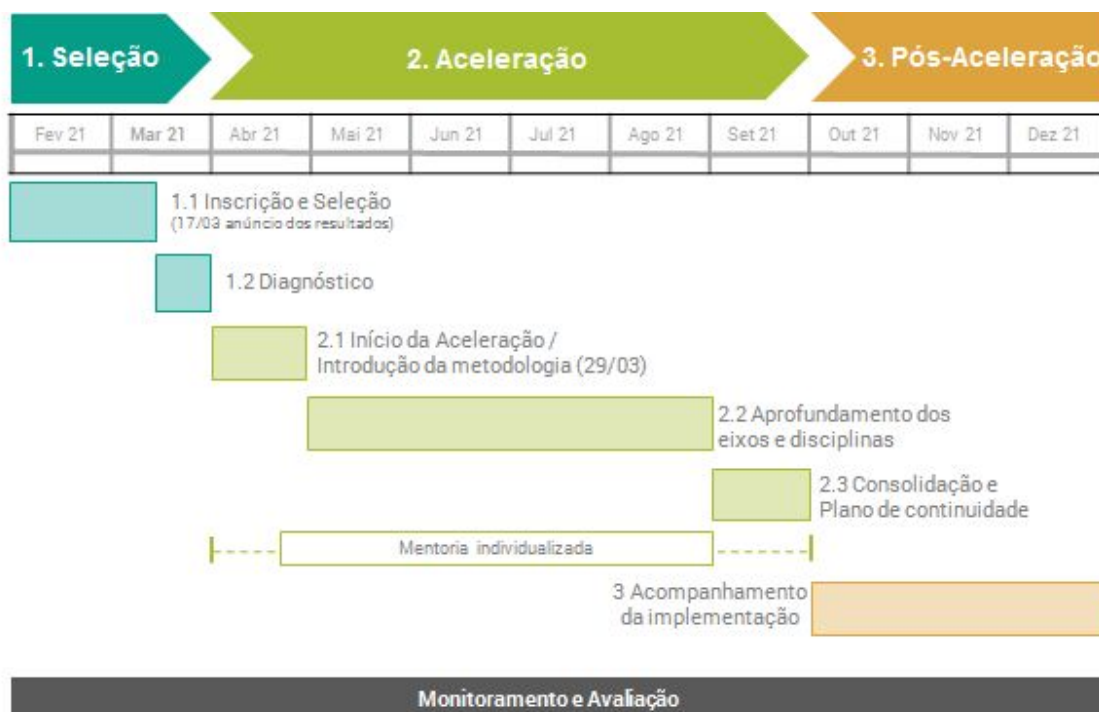 1. Seleção
2. Aceleração
3. Pós-Aceleração
Fev 21
Mar 21
Abr 21
Mai 21
Jun 21
Jul 21
Ago 21
Set 21
Out 21
Nov 21
Dez 21
1.1 Inscrição e Seleção
(17/03 anúncio dos resultados)
1.2 Diagnóstico
2.1 Início da Aceleração /
Introdução da metodologia (29/03)
2.2 Aprofundamento dos
eixos e disciplinas
2.3 Consolidação e
Plano de continuidade
Mentoria individualizada
3 Acompanhamento
da implementação
Monitoramento e Avaliação